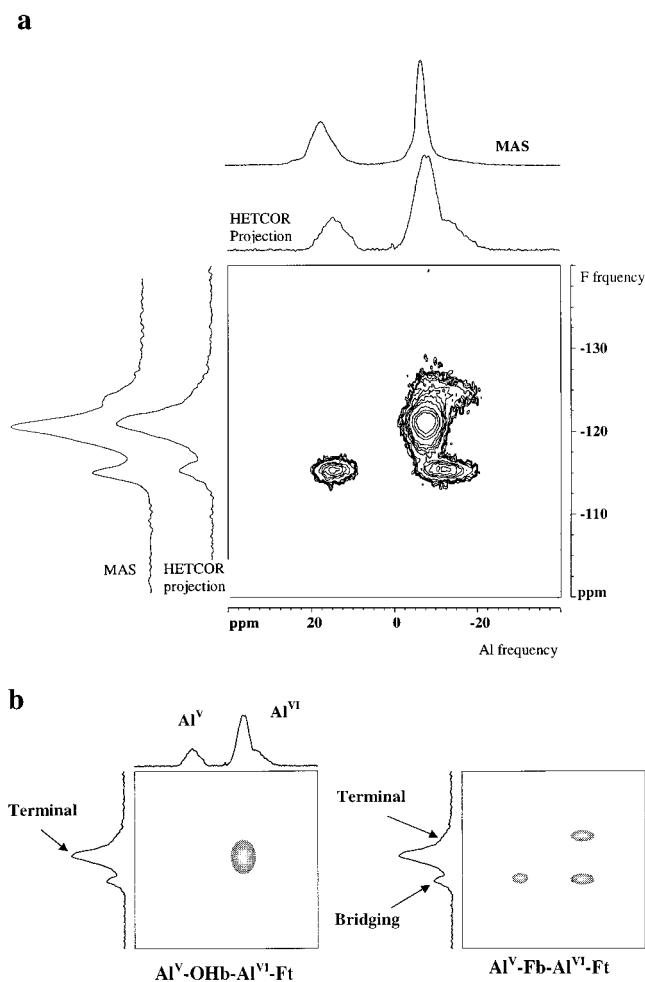 a
MAS
HETCOR
Projection
F frquency
-130
-120
-110
ppm
MAS
HETCOR
projection
ppm 20 0 -20
Al frequency
b
Al^V Al^VI
Terminal
Terminal
Bridging
Al^V-OHb-Al^VI-Ft
Al^V-Fb-Al^VI-Ft